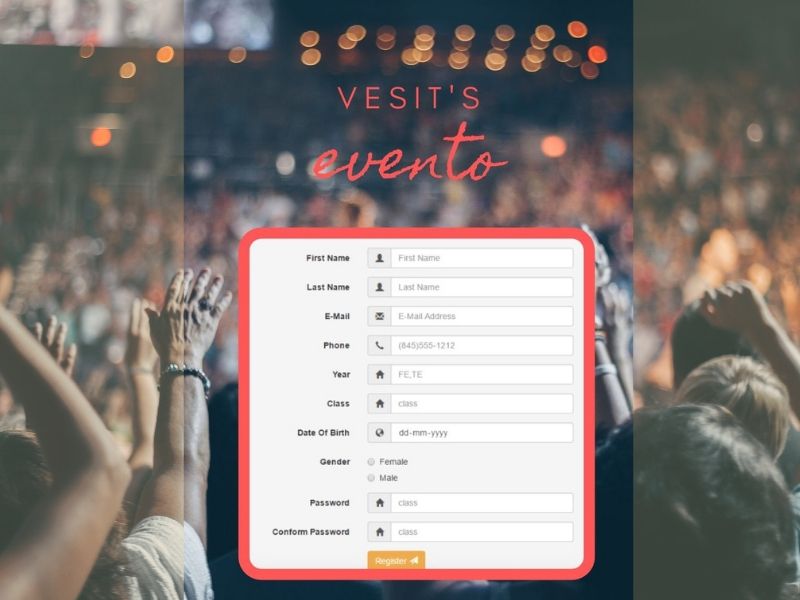 VESIT'S
evento
First Name First Name
Last Name Last Name
E-Mail E-Mail Address
Phone (845)555-1212
Year FE,TE
Class class
Date Of Birth dd-mm-yyyy
Gender Female
Male
Password class
Conform Password class
Register